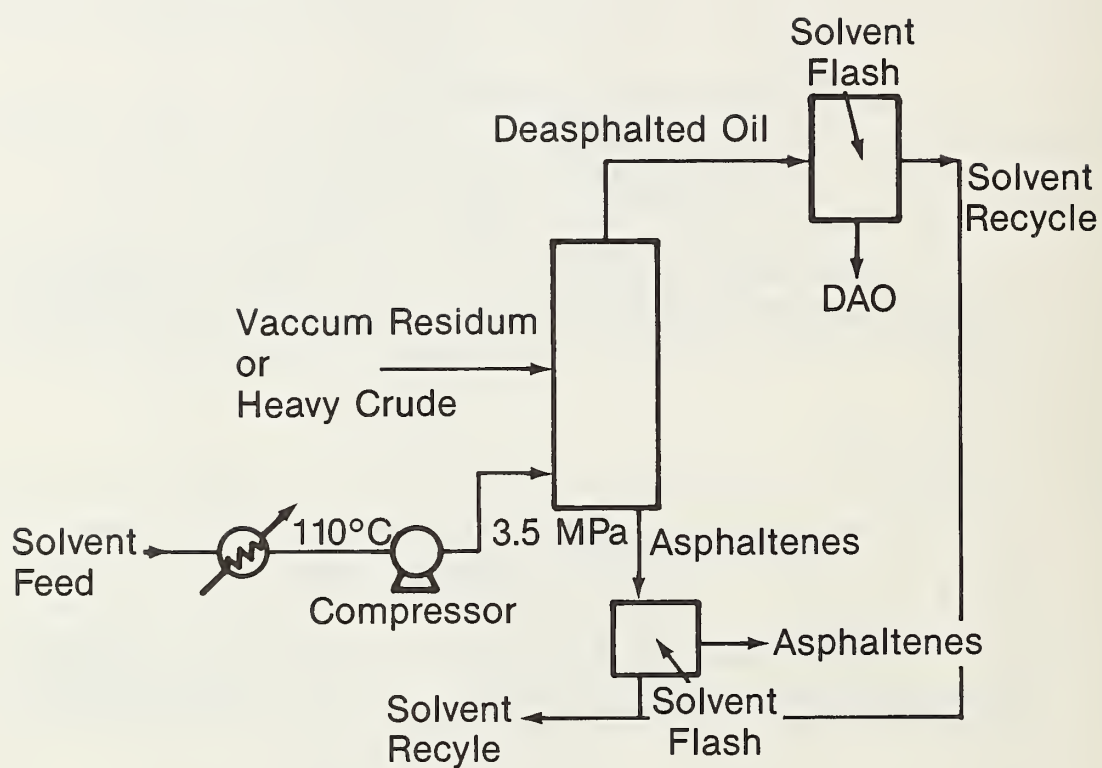 Solvent
Flash
Deasphalted Oil
Solvent
Recycle
DAO
Vaccum Residum
or
Heavy Crude
110°C
3.5 MPa
Solvent
Feed
Compressor
Asphaltenes
Asphaltenes
Solvent
Flash
Solvent
Recyle